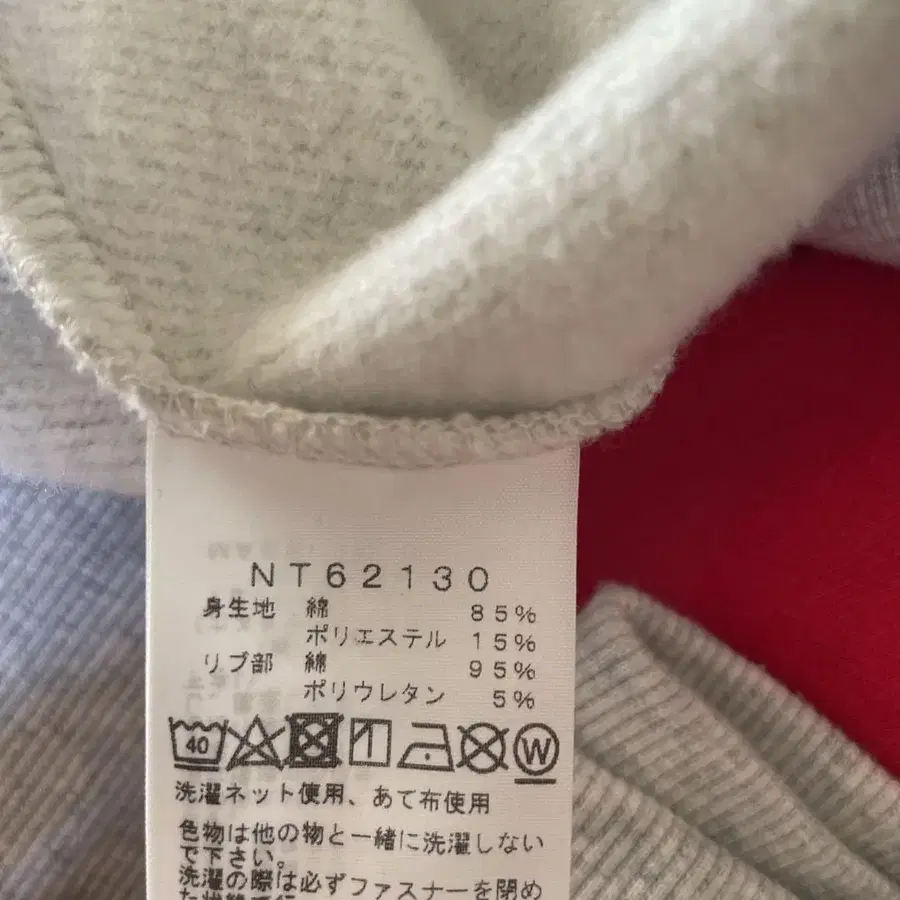 NT62130
身生地 綿 85%
ポリエステル 15%
リブ部 綿 95%
ポリウレタン 5%
40 W
洗濯ネット使用、あて布使用
色物は他の物と一緒に洗濯しない
で下さい。
洗濯の際は必ずファスナーを閉め